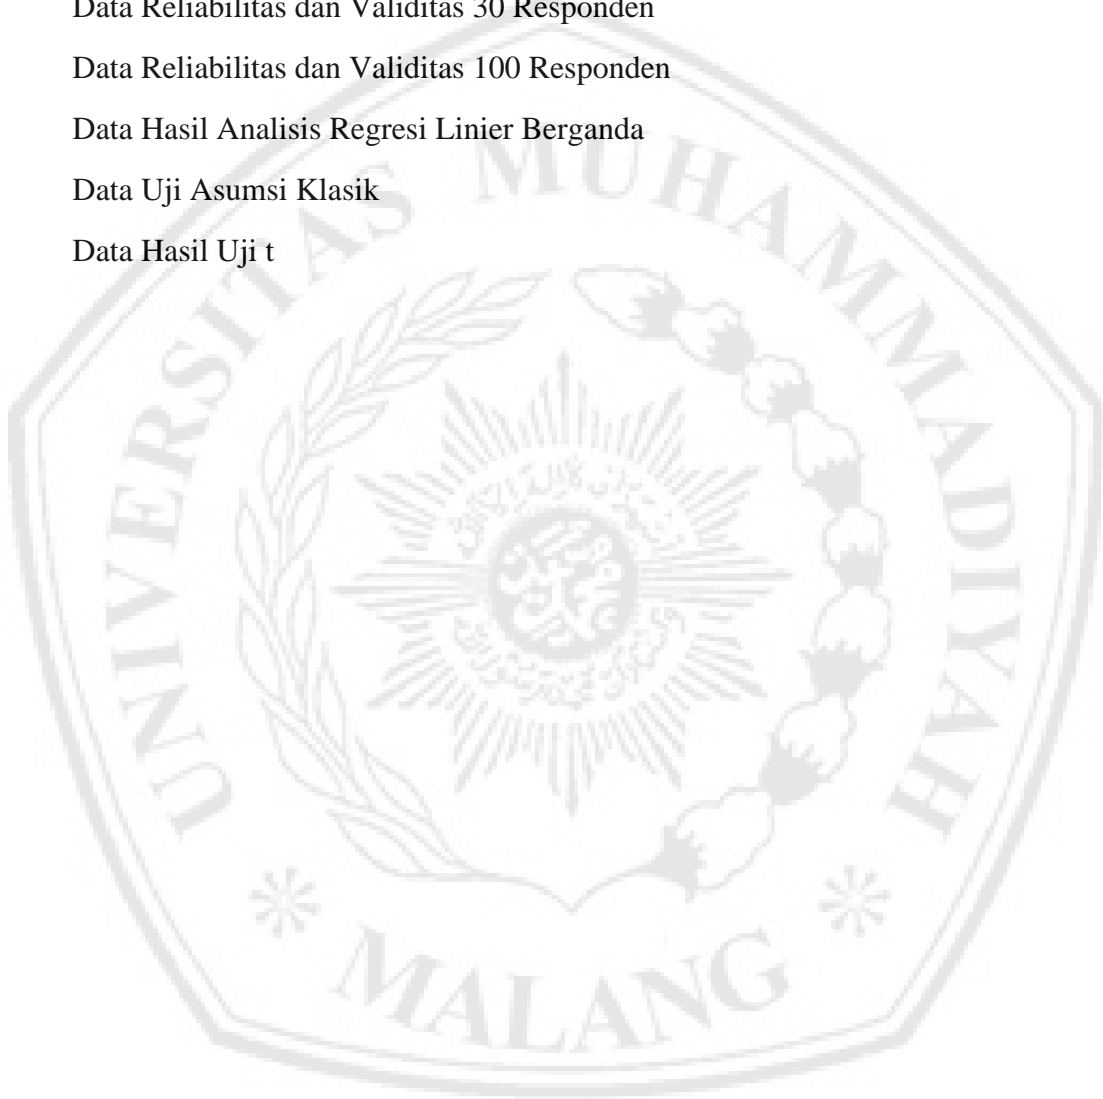 Data Reliabilitas dan Validitas 30 Responden
Data Reliabilitas dan Validitas 100 Responden
Data Hasil Analisis Regresi Linier Berganda
Data Uji Asumsi Klasik
Data Hasil Uji t
UNIVERSITAS MUHAMMADIYAH
MALANG